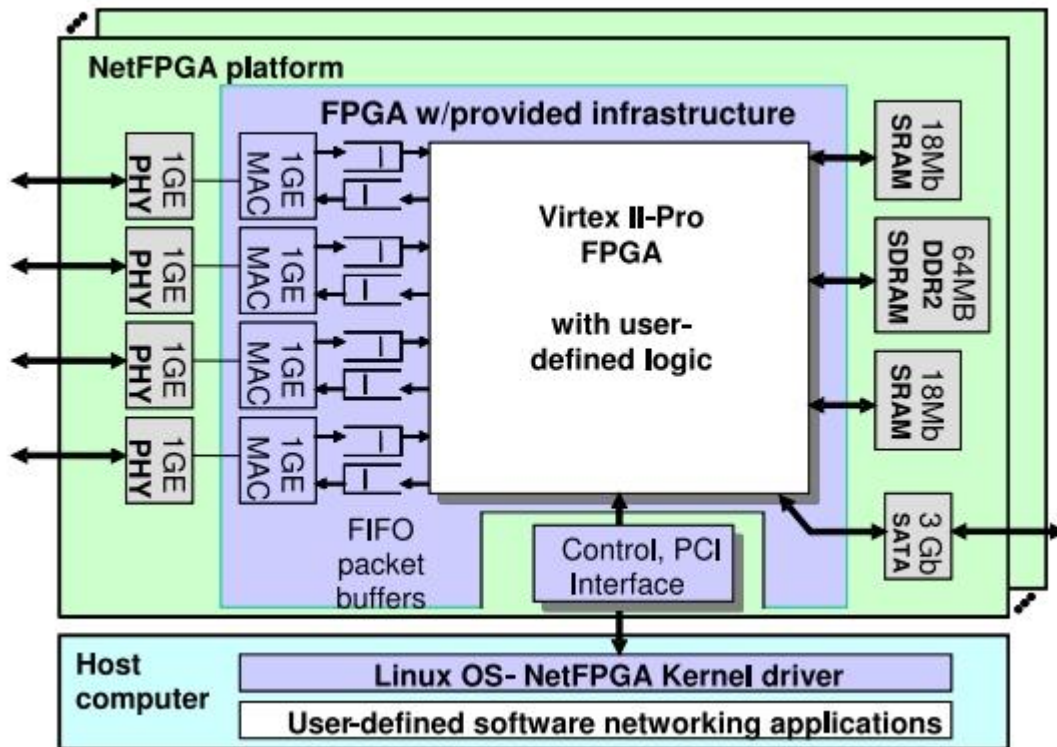 NetFPGA platform
FPGA w/provided infrastructure
1GE
PHY
1GE
MAC
1GE
PHY
1GE
MAC
1GE
PHY
1GE
MAC
1GE
PHY
1GE
MAC
Virtex II-Pro
FPGA
with user-
defined logic
18Mb
SRAM
64MB
DDR2
SDRAM
18Mb
SRAM
3 Gb
SATA
FIFO
packet
buffers
Control, PCI
Interface
Host
computer
Linux OS- NetFPGA Kernel driver
User-defined software networking applications